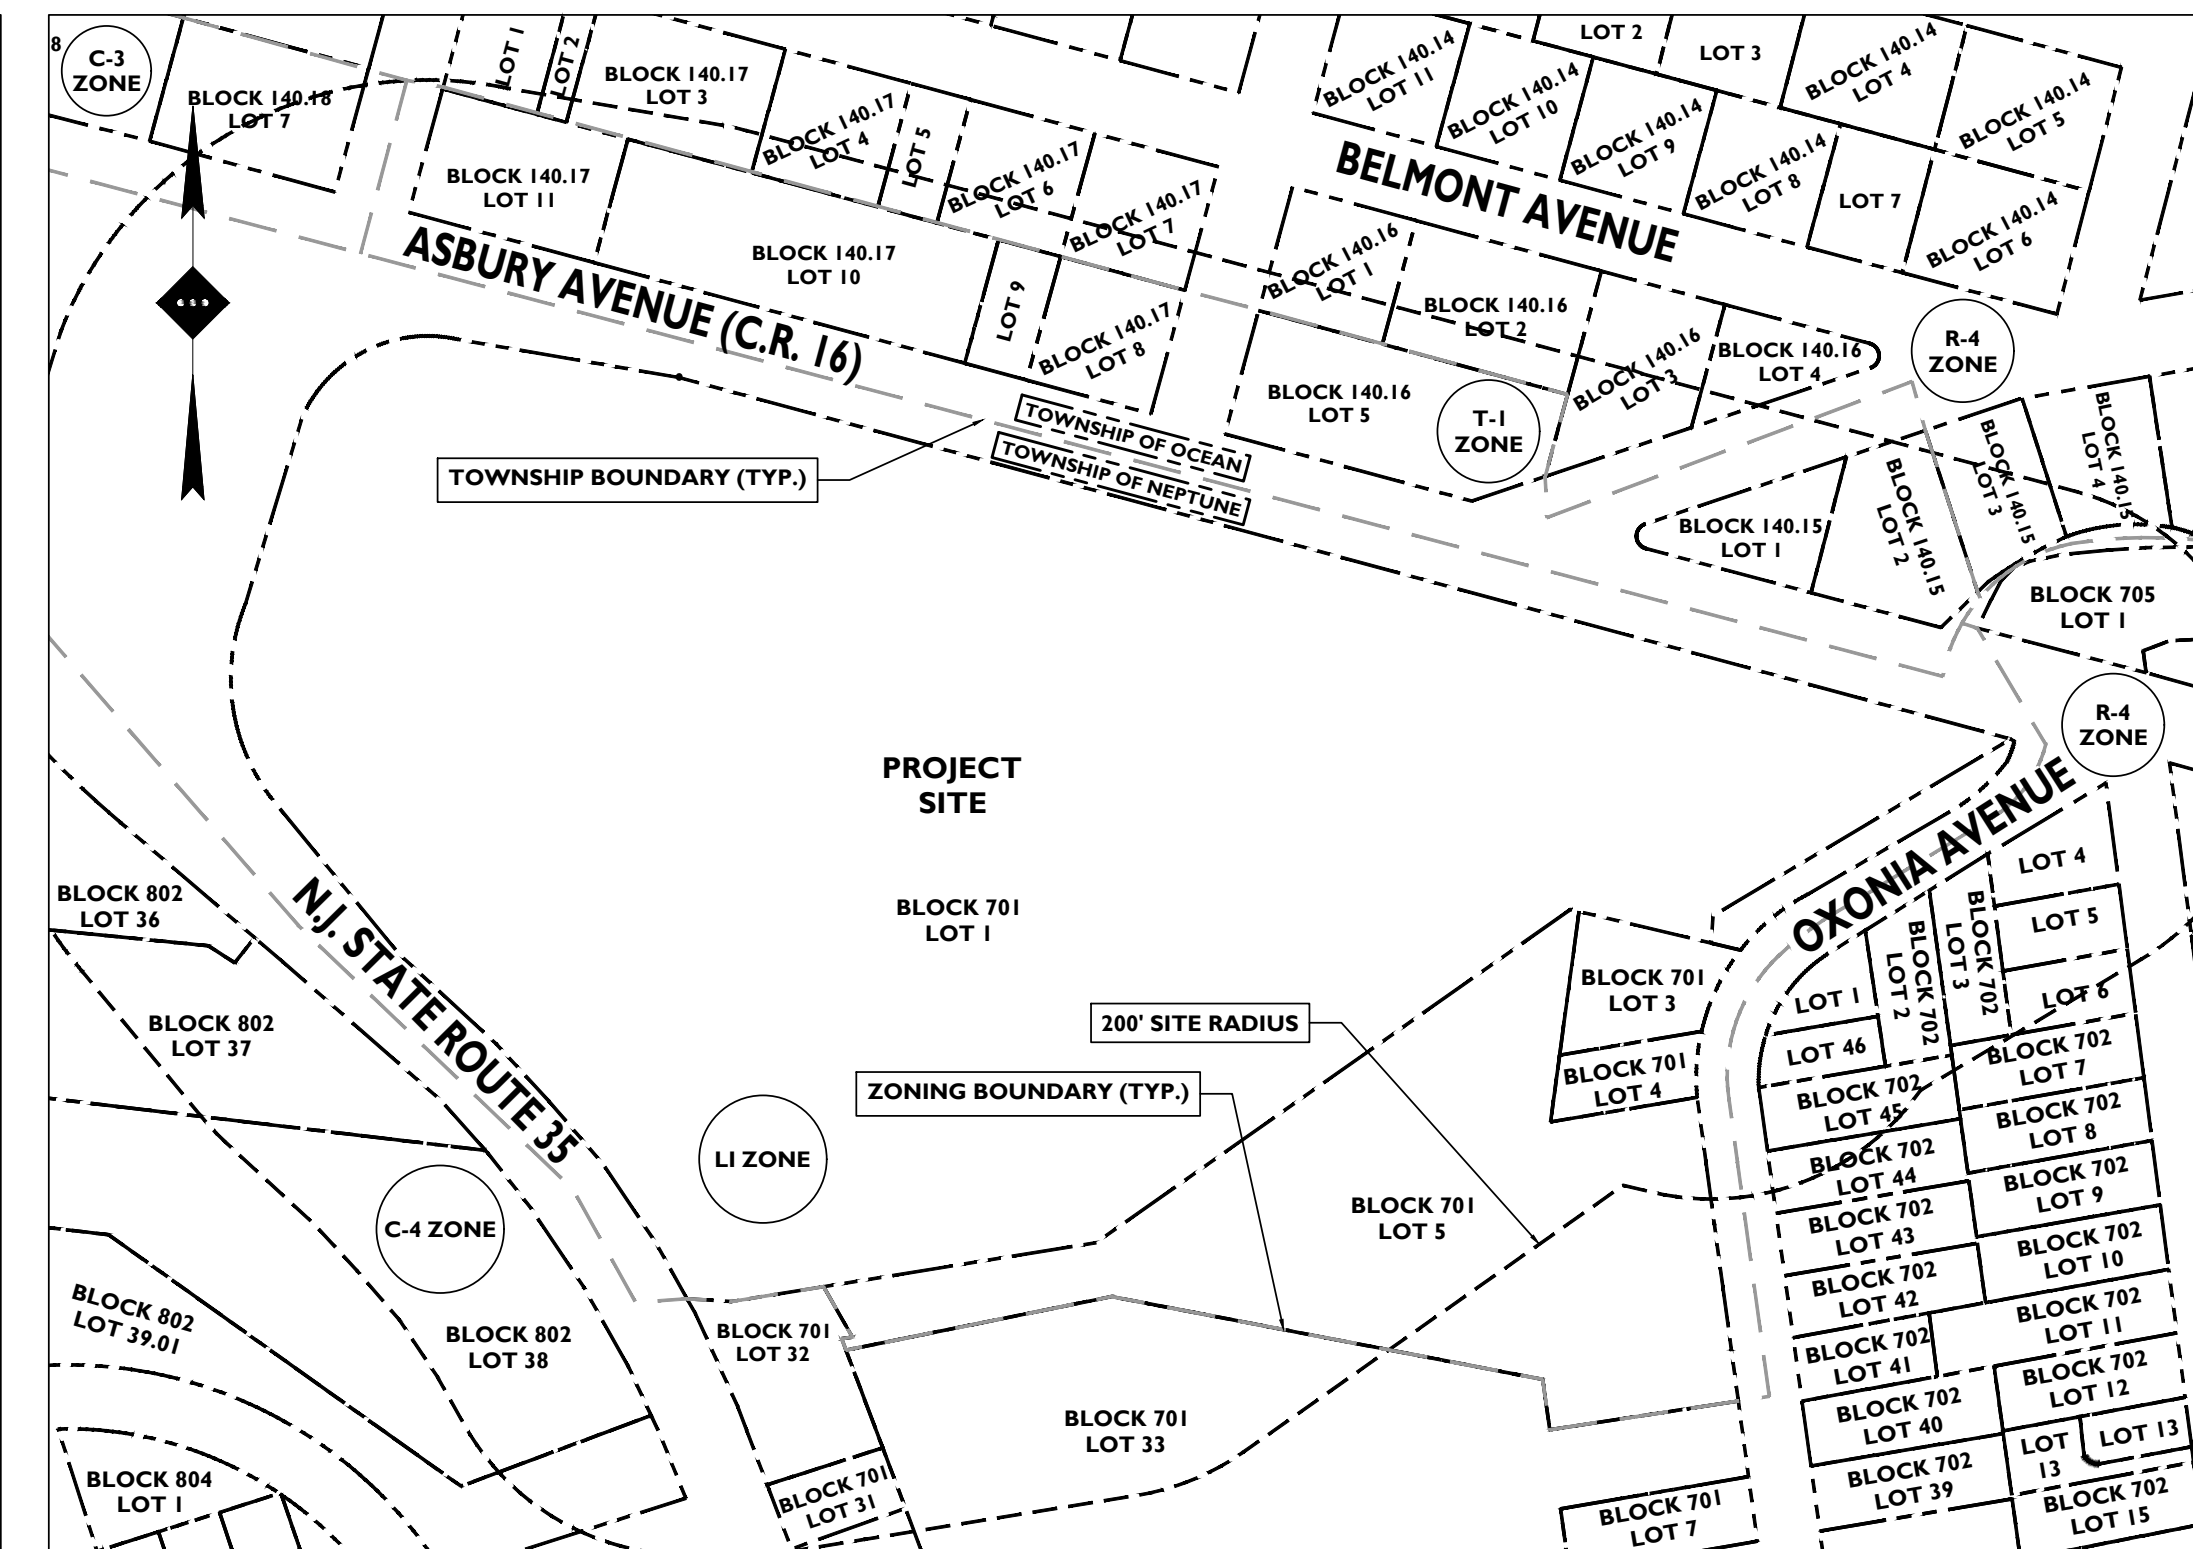 8
C-3
ZONE
BLOCK 140.18
LOT 7
LOT 1
LOT 2
BLOCK 140.17
LOT 3
BLOCK 140.17
LOT 4
LOT 5
BLOCK 140.17
LOT 6
BLOCK 140.17
LOT 7
BLOCK 140.17
LOT 11
BLOCK 140.17
LOT 10
LOT 9
BLOCK 140.17
LOT 8
BLOCK 140.14
LOT 11
BLOCK 140.14
LOT 10
BLOCK 140.14
LOT 9
BLOCK 140.14
LOT 8
LOT 7
LOT 2
LOT 3
BLOCK 140.14
LOT 4
BLOCK 140.14
LOT 5
BLOCK 140.14
LOT 6
BELMONT AVENUE
ASBURY AVENUE (C.R. 16)
BLOCK 140.16
LOT 1
BLOCK 140.16
LOT 2
BLOCK 140.16
LOT 3
BLOCK 140.16
LOT 4
BLOCK 140.16
LOT 5
T-1
ZONE
R-4
ZONE
TOWNSHIP OF OCEAN
TOWNSHIP OF NEPTUNE
TOWNSHIP BOUNDARY (TYP.)
BLOCK 140.15
LOT 1
BLOCK 140.15
LOT 2
BLOCK 140.15
LOT 3
BLOCK 140.15
LOT 4
BLOCK 705
LOT 1
R-4
ZONE
PROJECT
SITE
BLOCK 701
LOT 1
OXONIA AVENUE
N.J. STATE ROUTE 35
BLOCK 802
LOT 36
BLOCK 802
LOT 37
C-4 ZONE
LI ZONE
BLOCK 802
LOT 39.01
BLOCK 802
LOT 38
BLOCK 804
LOT 1
200' SITE RADIUS
ZONING BOUNDARY (TYP.)
BLOCK 701
LOT 3
BLOCK 701
LOT 4
BLOCK 701
LOT 5
BLOCK 701
LOT 32
BLOCK 701
LOT 33
BLOCK 701
LOT 31
BLOCK 701
LOT 7
LOT 1
LOT 46
BLOCK 702
LOT 2
BLOCK 702
LOT 3
LOT 4
LOT 5
LOT 6
BLOCK 702
LOT 7
BLOCK 702
LOT 45
BLOCK 702
LOT 8
BLOCK 702
LOT 44
BLOCK 702
LOT 9
BLOCK 702
LOT 43
BLOCK 702
LOT 10
BLOCK 702
LOT 42
BLOCK 702
LOT 11
BLOCK 702
LOT 41
BLOCK 702
LOT 12
BLOCK 702
LOT 40
LOT
13
LOT 13
BLOCK 702
LOT 39
BLOCK 702
LOT 15